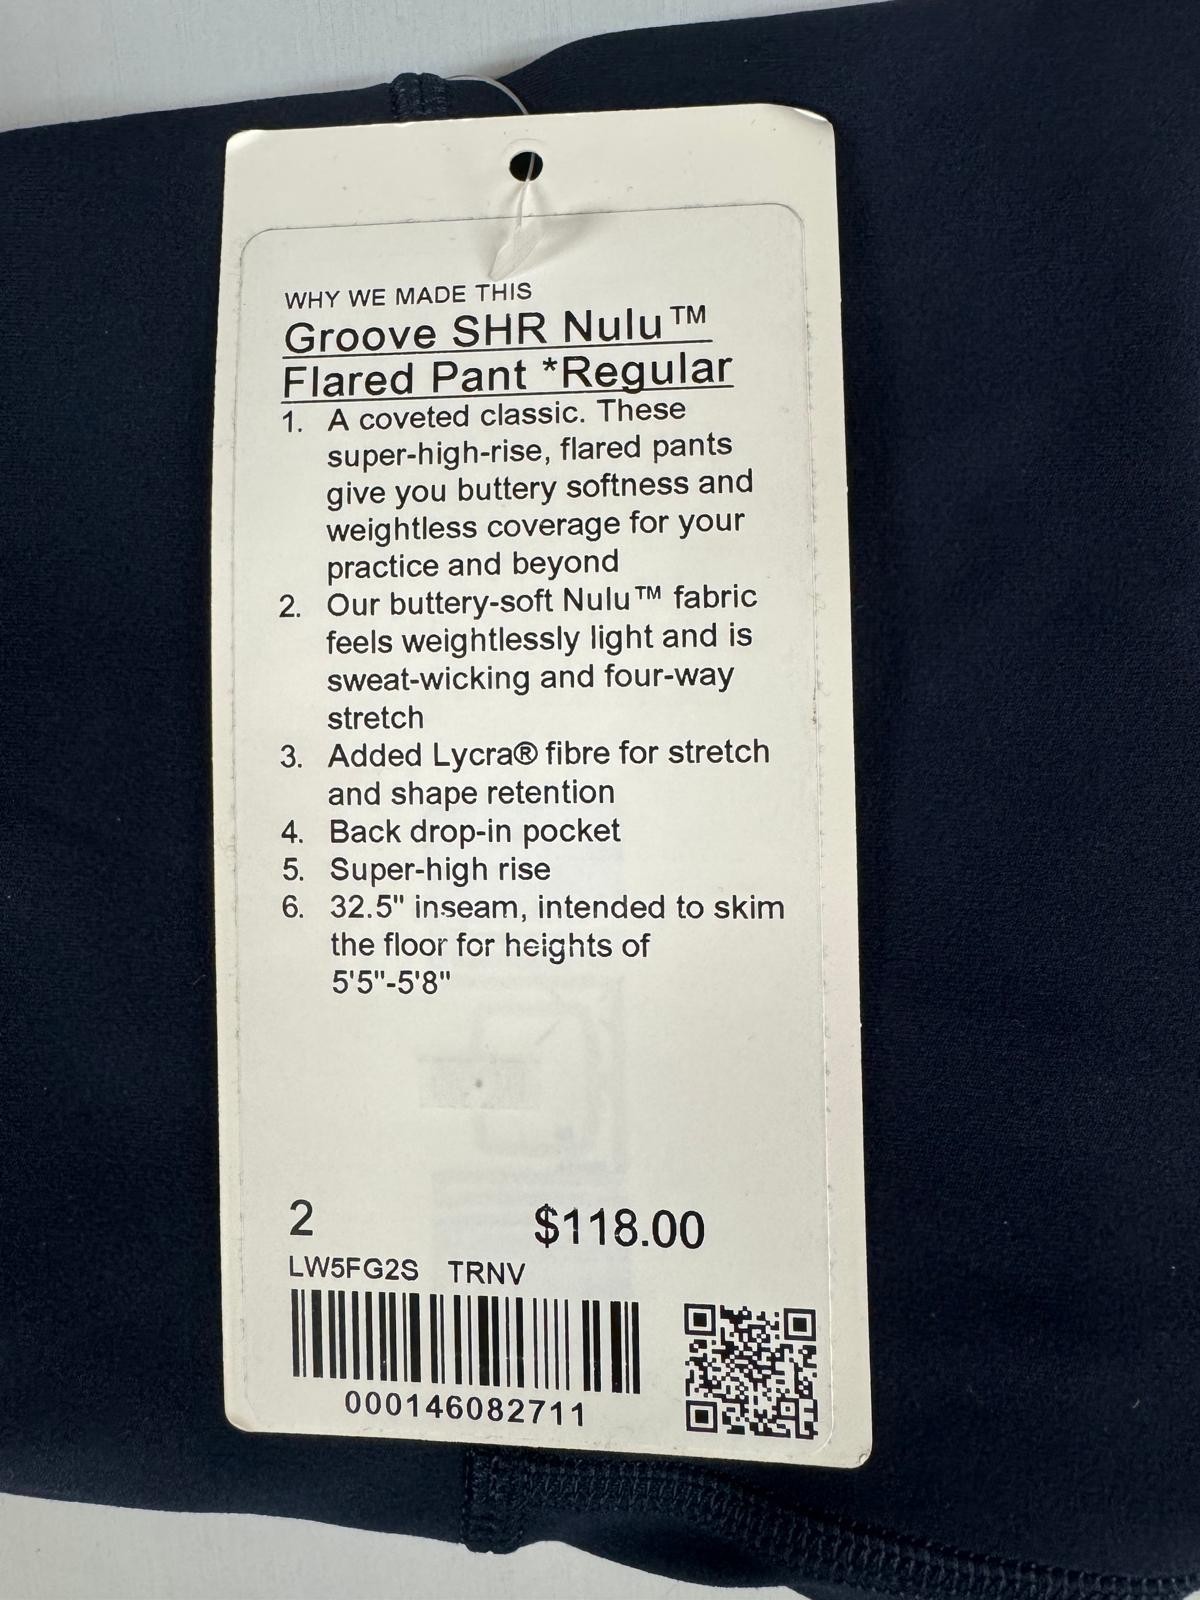 WHY WE MADE THIS
Groove SHR Nulu™
Flared Pant *Regular
1. A coveted classic. These
super-high-rise, flared pants
give you buttery softness and
weightless coverage for your
practice and beyond
2. Our buttery-soft Nulu™ fabric
feels weightlessly light and is
sweat-wicking and four-way
stretch
3. Added Lycra® fibre for stretch
and shape retention
4. Back drop-in pocket
5. Super-high rise
6. 32.5" inseam, intended to skim
the floor for heights of
5'5"-5'8"
2 $118.00
LW5FG2S TRNV
000146082711